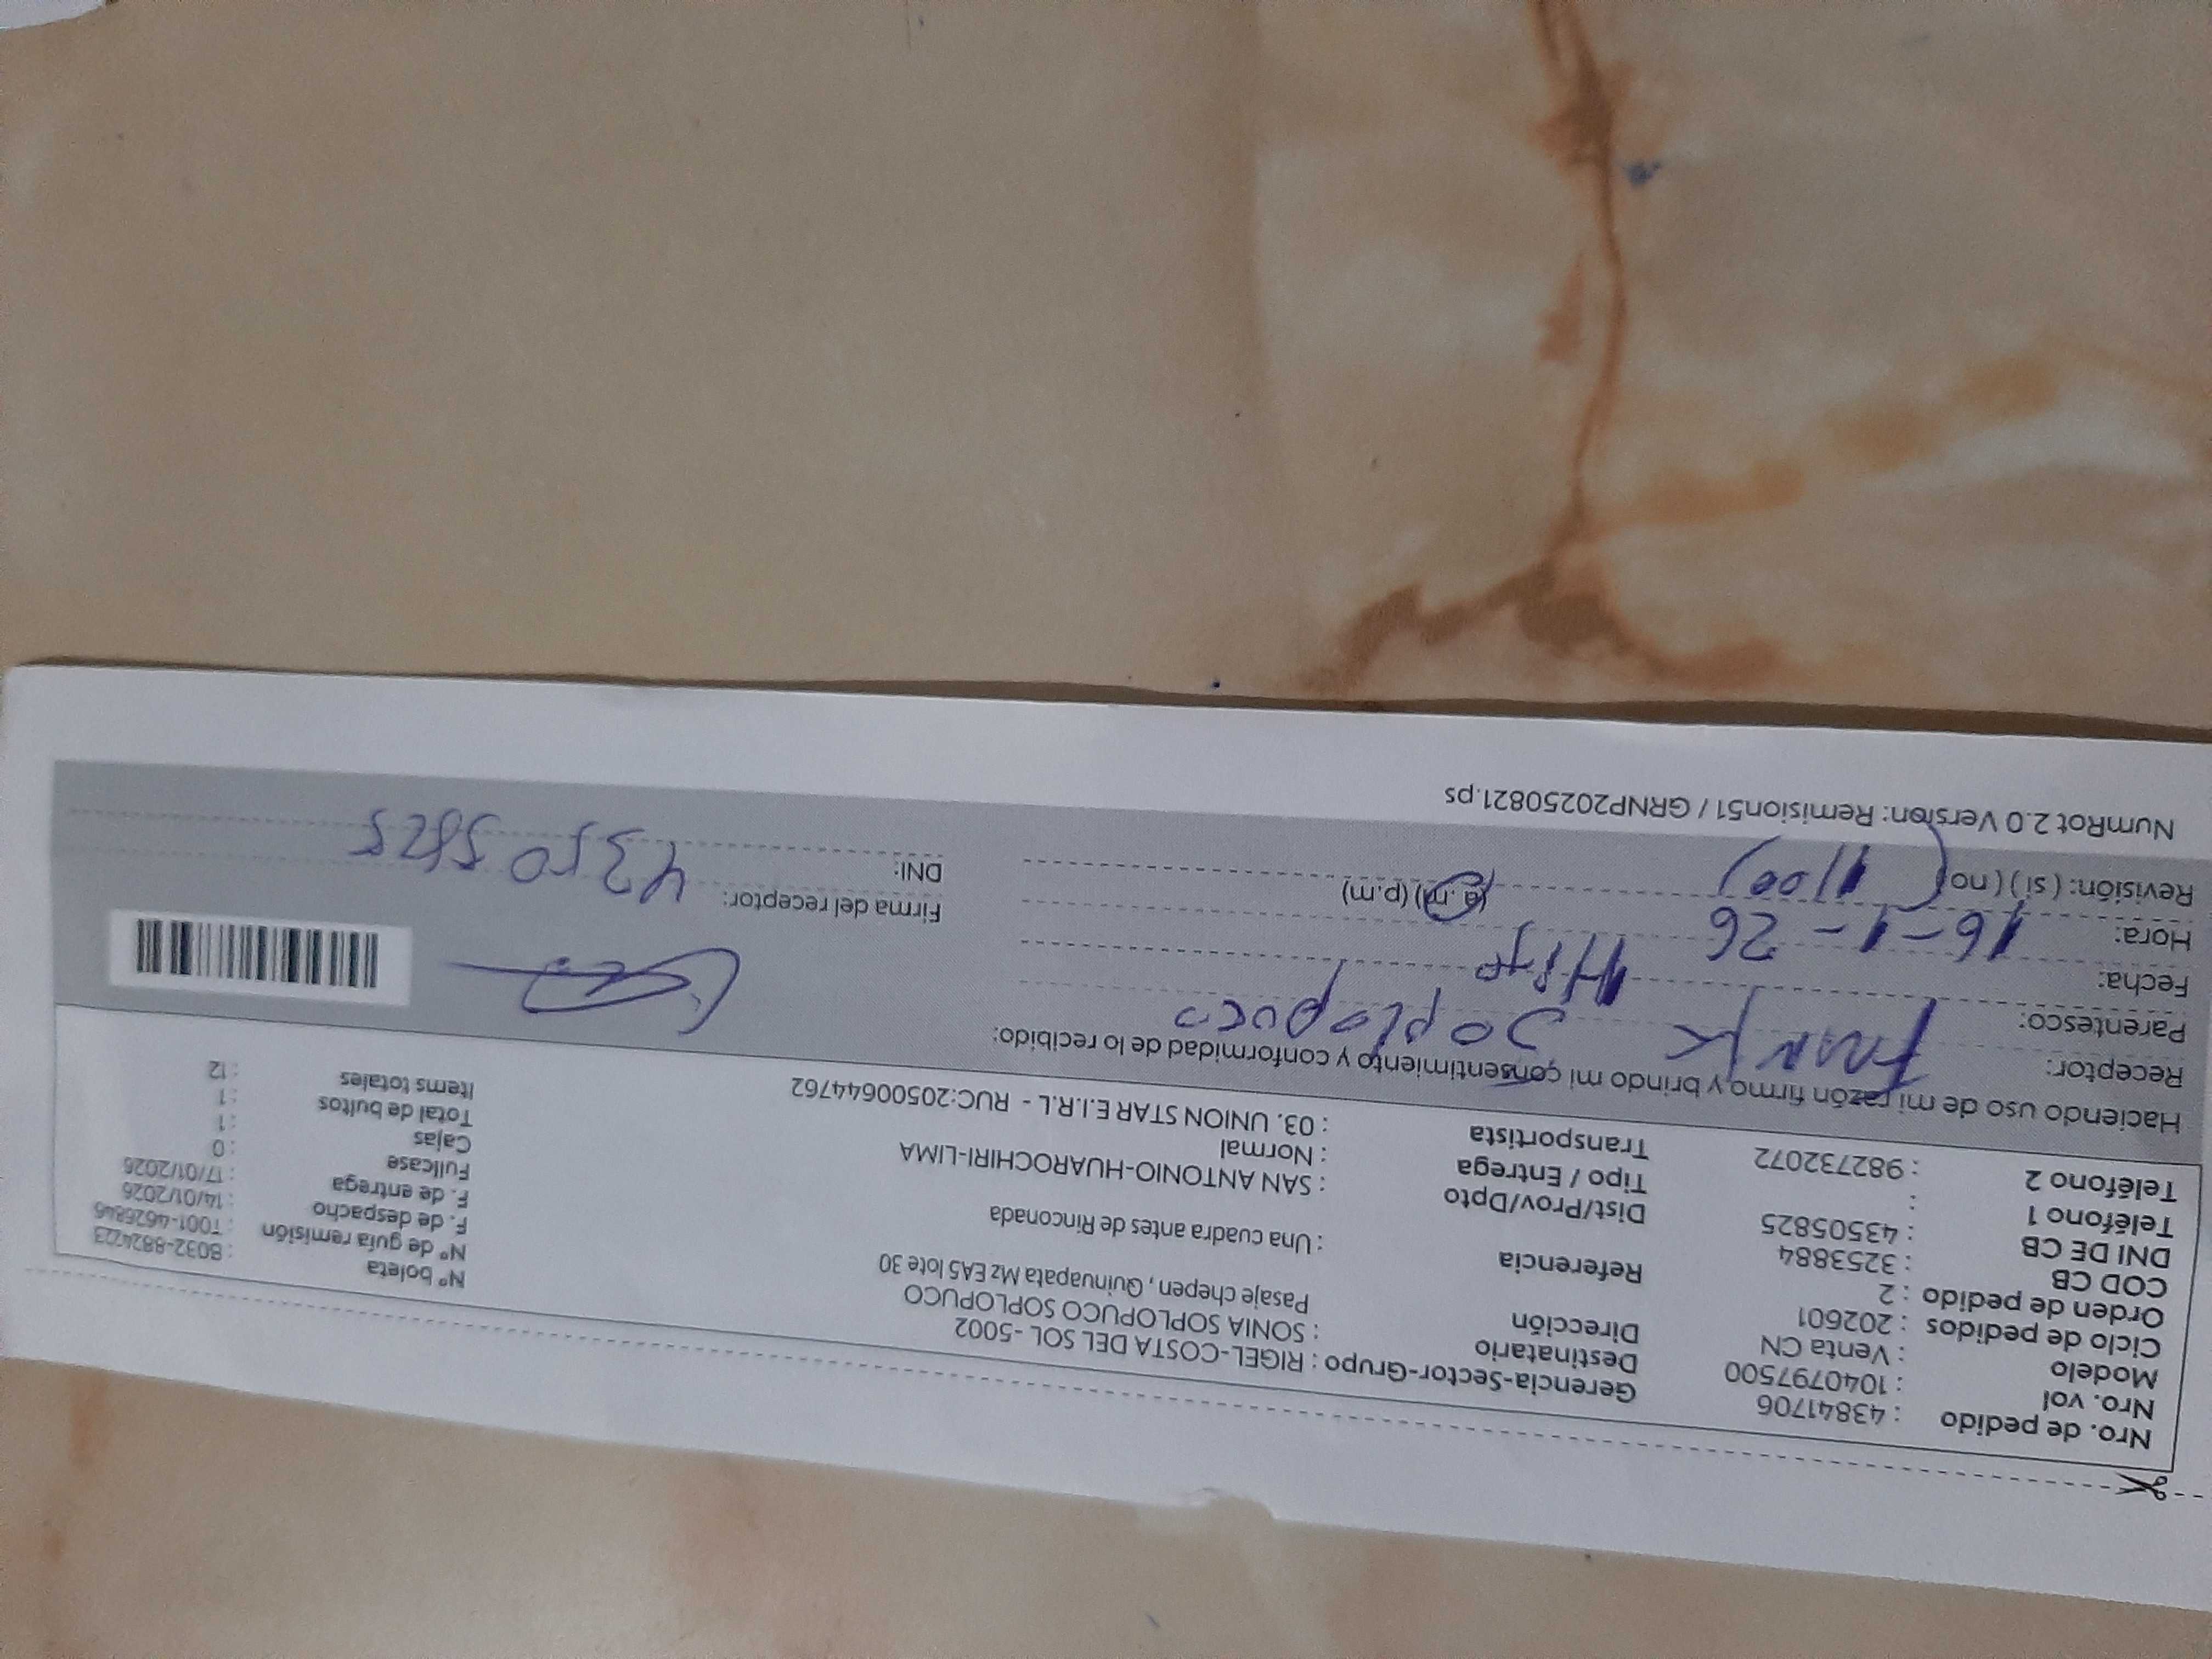 Nro. de pedido : 43841706
Nro. vol : 1040797500
Modelo : Venta CN
Ciclo de pedidos : 202601
Orden de pedido : 2
COD CB : 3253884
DNI DE CB : 43505825
Teléfono 1 :
Teléfono 2 : 982732072
Gerencia-Sector-Grupo : RIGEL-COSTA DEL SOL -5002
Destinatario : SONIA SOPLOPUCO SOPLOPUCO
Dirección Pasaje chepen, Quinuapata Mz EA5 lote 30
Referencia : Una cuadra antes de Rinconada
Dist/Prov/Dpto : SAN ANTONIO-HUAROCHIRI-LIMA
Tipo / Entrega : Normal
Transportista : 03. UNION STAR E.I.R.L - RUC:20500644762
N° boleta : B032-8824223
N° de guía remisión : T001-4626846
F. de despacho : 14/01/2026
F. de entrega : 17/01/2026
Fullcase : 0
Cajas : 1
Total de bultos : 1
Items totales : 12
Haciendo uso de mi razón firmo y brindo mi consentimiento y conformidad de lo recibido:
Receptor: Frank Soplopuco
Parentesco: Hijo
Fecha: 16-1-26
Hora: 11:00 (a.m) (p.m)
Revisión: (si) (no)
Firma del receptor:
DNI:
NumRot 2.0 Versión: Remision51 / GRNP20250821.ps